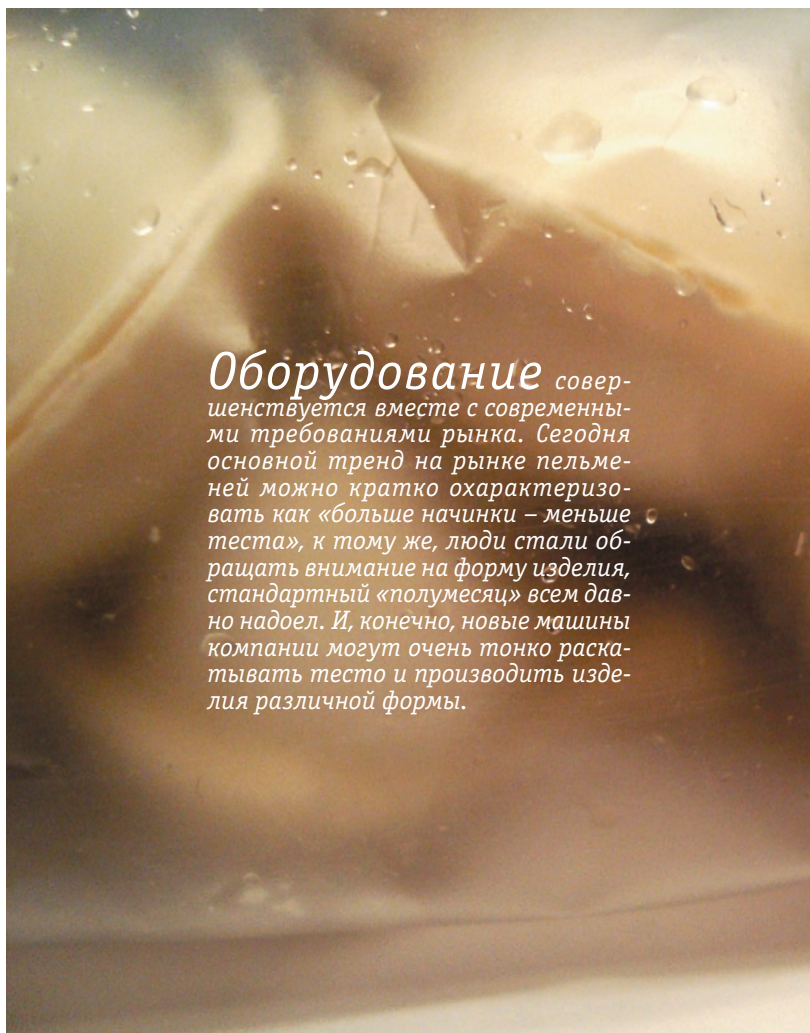 Оборудование совер-
шенствуется вместе с современны-
ми требованиями рынка. Сегодня
основной тренд на рынке пельме-
ней можно кратко охарактеризо-
вать как «больше начинки – меньше
теста», к тому же, люди стали об-
ращать внимание на форму изделия,
стандартный «полумесяц» всем дав-
но надоел. И, конечно, новые машины
компании могут очень тонко раска-
тывать тесто и производить изде-
лия различной формы.